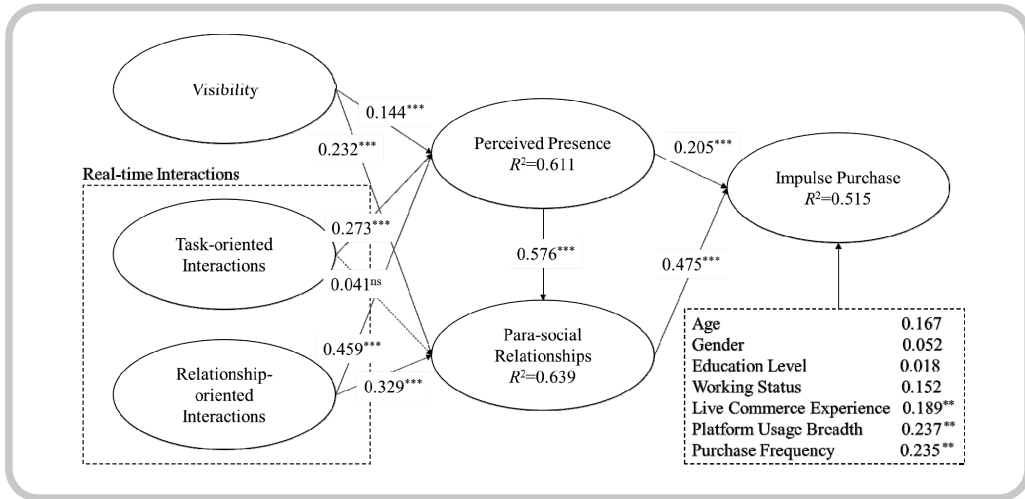 Visibility
0.144***
0.232***
Perceived Presence
R²=0.611
0.205***
Impulse Purchase
R²=0.515
Real-time Interactions
Task-oriented
Interactions
0.273***
0.041ns
0.576***
0.475***
Relationship-
oriented
Interactions
0.459***
0.329***
Para-social
Relationships
R²=0.639
Age 0.167
Gender 0.052
Education Level 0.018
Working Status 0.152
Live Commerce Experience 0.189**
Platform Usage Breadth 0.237**
Purchase Frequency 0.235**